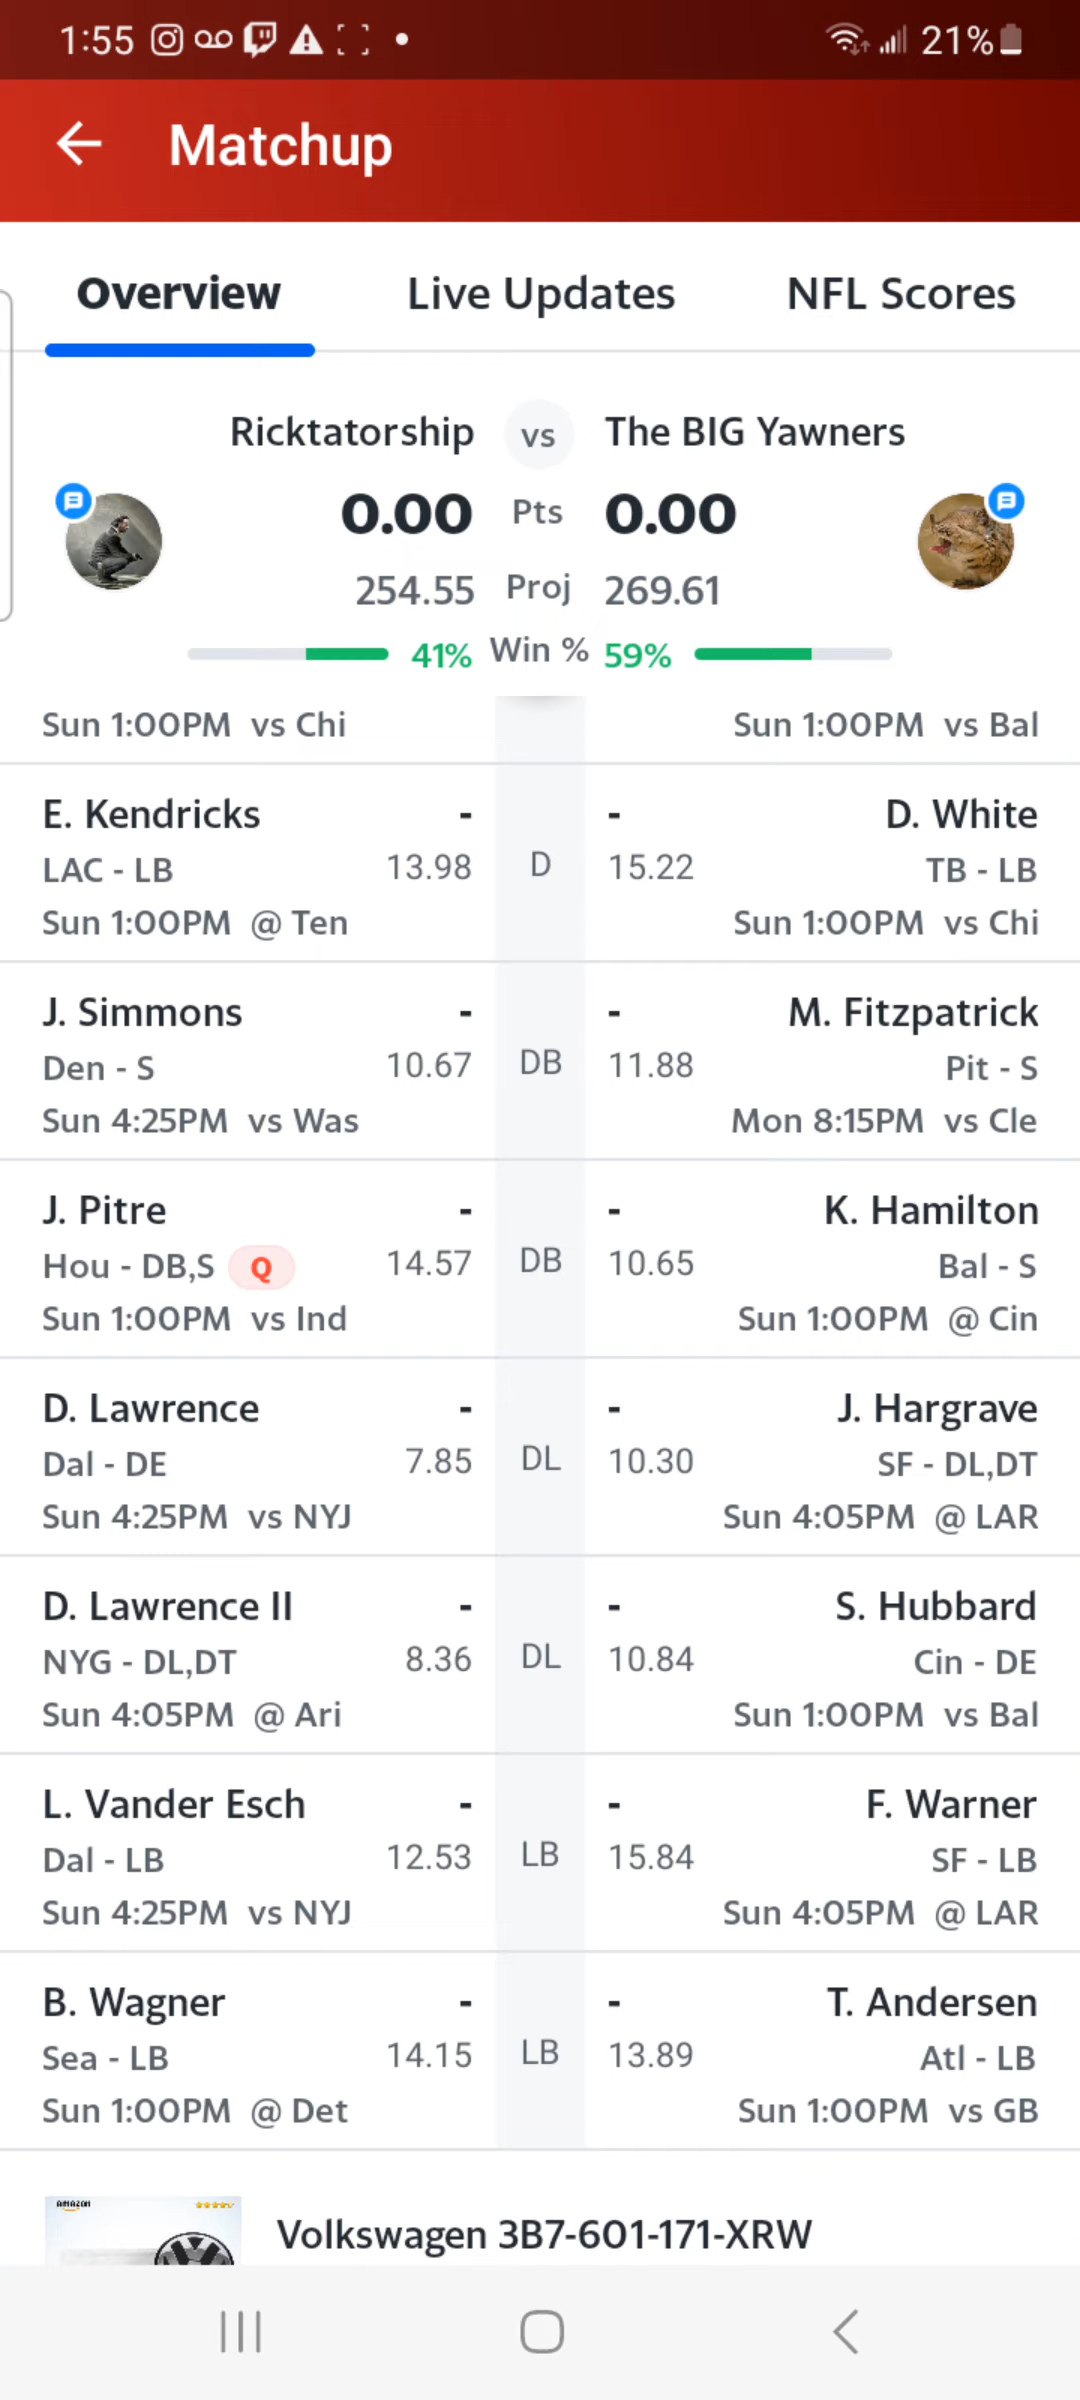 1:55
21%
Matchup
Overview Live Updates NFL Scores
Ricktatorship vs The BIG Yawners
0.00 Pts 0.00
254.55 Proj 269.61
41% Win % 59%
Sun 1:00PM vs Chi Sun 1:00PM vs Bal
E. Kendricks - - D. White
LAC - LB 13.98 D 15.22 TB - LB
Sun 1:00PM @ Ten Sun 1:00PM vs Chi
J. Simmons - - M. Fitzpatrick
Den - S 10.67 DB 11.88 Pit - S
Sun 4:25PM vs Was Mon 8:15PM vs Cle
J. Pitre - - K. Hamilton
Hou - DB,S Q 14.57 DB 10.65 Bal - S
Sun 1:00PM vs Ind Sun 1:00PM @ Cin
D. Lawrence - - J. Hargrave
Dal - DE 7.85 DL 10.30 SF - DL,DT
Sun 4:25PM vs NYJ Sun 4:05PM @ LAR
D. Lawrence II - - S. Hubbard
NYG - DL,DT 8.36 DL 10.84 Cin - DE
Sun 4:05PM @ Ari Sun 1:00PM vs Bal
L. Vander Esch - - F. Warner
Dal - LB 12.53 LB 15.84 SF - LB
Sun 4:25PM vs NYJ Sun 4:05PM @ LAR
B. Wagner - - T. Andersen
Sea - LB 14.15 LB 13.89 Atl - LB
Sun 1:00PM @ Det Sun 1:00PM vs GB
amazon
Volkswagen 3B7-601-171-XRW